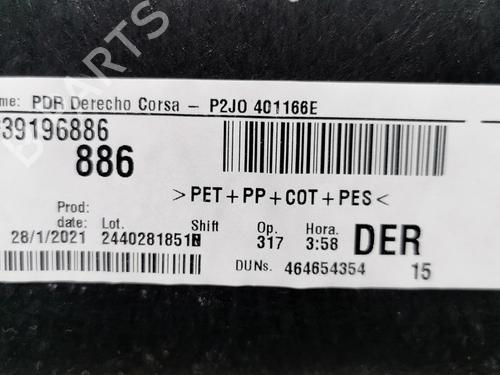 me: PDR Derecho Corsa - P2JO 401166E
39196886
886
>PET+PP+COT+PES<
Prod:
date: Lot. Shift Op. Hora.
28/1/2021 2440281851N 317 3:58 DER
DUNs. 464654354 15